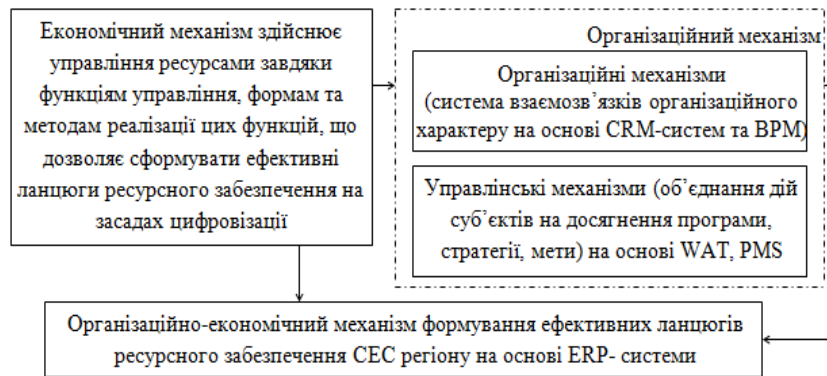 Економічний механізм здійснює
управління ресурсами завдяки
функціям управління, формам та
методам реалізації цих функцій, що
дозволяє сформувати ефективні
ланцюги ресурсного забезпечення на
засадах цифровізації
Організаційний механізм
Організаційні механізми
(система взаємозв’язків організаційного
характеру на основі CRM-систем та BPM)
Управлінські механізми (об’єднання дій
суб’єктів на досягнення програми,
стратегії, мети) на основі WAT, PMS
Організаційно-економічний механізм формування ефективних ланцюгів
ресурсного забезпечення СЕС регіону на основі ERP- системи